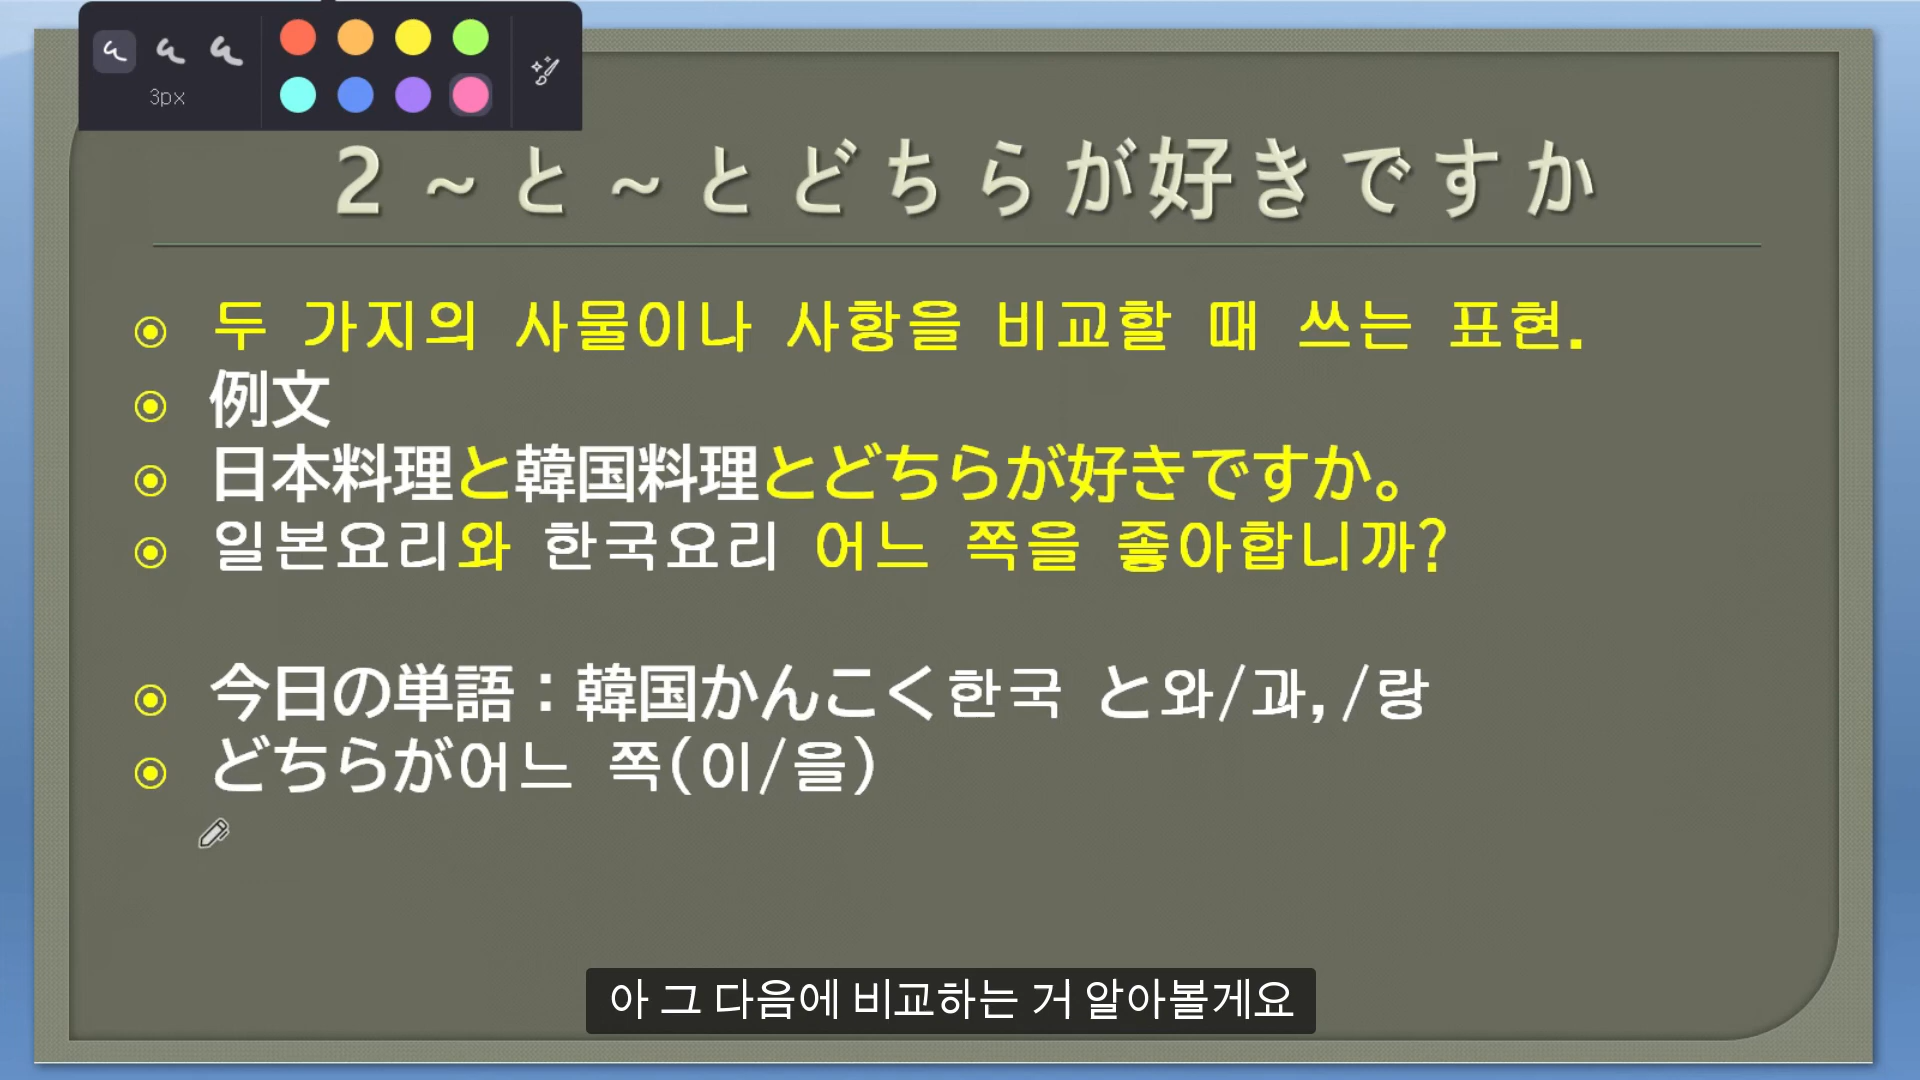 3px
2～と～とどちらが好きですか
두 가지의 사물이나 사항을 비교할 때 쓰는 표현.
例文
日本料理と韓国料理とどちらが好きですか。
일본요리와 한국요리 어느 쪽을 좋아합니까?
今日の単語：韓国かんこく한국 と와/과,/랑
どちらが어느 쪽(이/을)
아 그 다음에 비교하는 거 알아볼게요